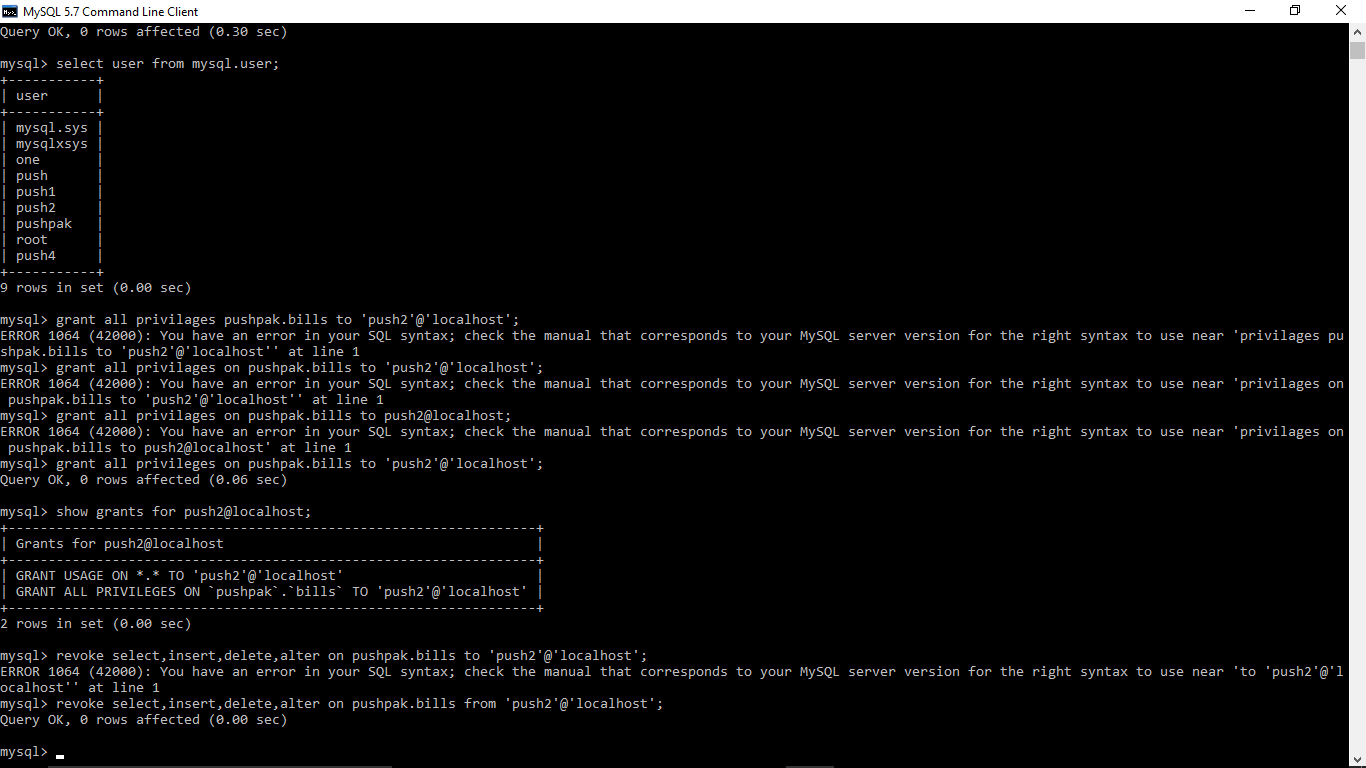 MySQL 5.7 Command Line Client
Query OK, 0 rows affected (0.30 sec)
mysql> select user from mysql.user;
+-----------+
| user      |
+-----------+
| mysql.sys |
| mysqlxsys |
| one       |
| push      |
| push1     |
| push2     |
| pushpak   |
| root      |
| push4     |
+-----------+
9 rows in set (0.00 sec)
mysql> grant all privilages pushpak.bills to 'push2'@'localhost';
ERROR 1064 (42000): You have an error in your SQL syntax; check the manual that corresponds to your MySQL server version for the right syntax to use near 'privilages pu
shpak.bills to 'push2'@'localhost'' at line 1
mysql> grant all privilages on pushpak.bills to 'push2'@'localhost';
ERROR 1064 (42000): You have an error in your SQL syntax; check the manual that corresponds to your MySQL server version for the right syntax to use near 'privilages on
 pushpak.bills to 'push2'@'localhost'' at line 1
mysql> grant all privilages on pushpak.bills to push2@localhost;
ERROR 1064 (42000): You have an error in your SQL syntax; check the manual that corresponds to your MySQL server version for the right syntax to use near 'privilages on
 pushpak.bills to push2@localhost' at line 1
mysql> grant all privileges on pushpak.bills to 'push2'@'localhost';
Query OK, 0 rows affected (0.06 sec)
mysql> show grants for push2@localhost;
+------------------------------------------------------------------+
| Grants for push2@localhost                                       |
+------------------------------------------------------------------+
| GRANT USAGE ON *.* TO 'push2'@'localhost'                        |
| GRANT ALL PRIVILEGES ON `pushpak`.`bills` TO 'push2'@'localhost' |
+------------------------------------------------------------------+
2 rows in set (0.00 sec)
mysql> revoke select,insert,delete,alter on pushpak.bills to 'push2'@'localhost';
ERROR 1064 (42000): You have an error in your SQL syntax; check the manual that corresponds to your MySQL server version for the right syntax to use near 'to 'push2'@'l
ocalhost'' at line 1
mysql> revoke select,insert,delete,alter on pushpak.bills from 'push2'@'localhost';
Query OK, 0 rows affected (0.00 sec)
mysql>